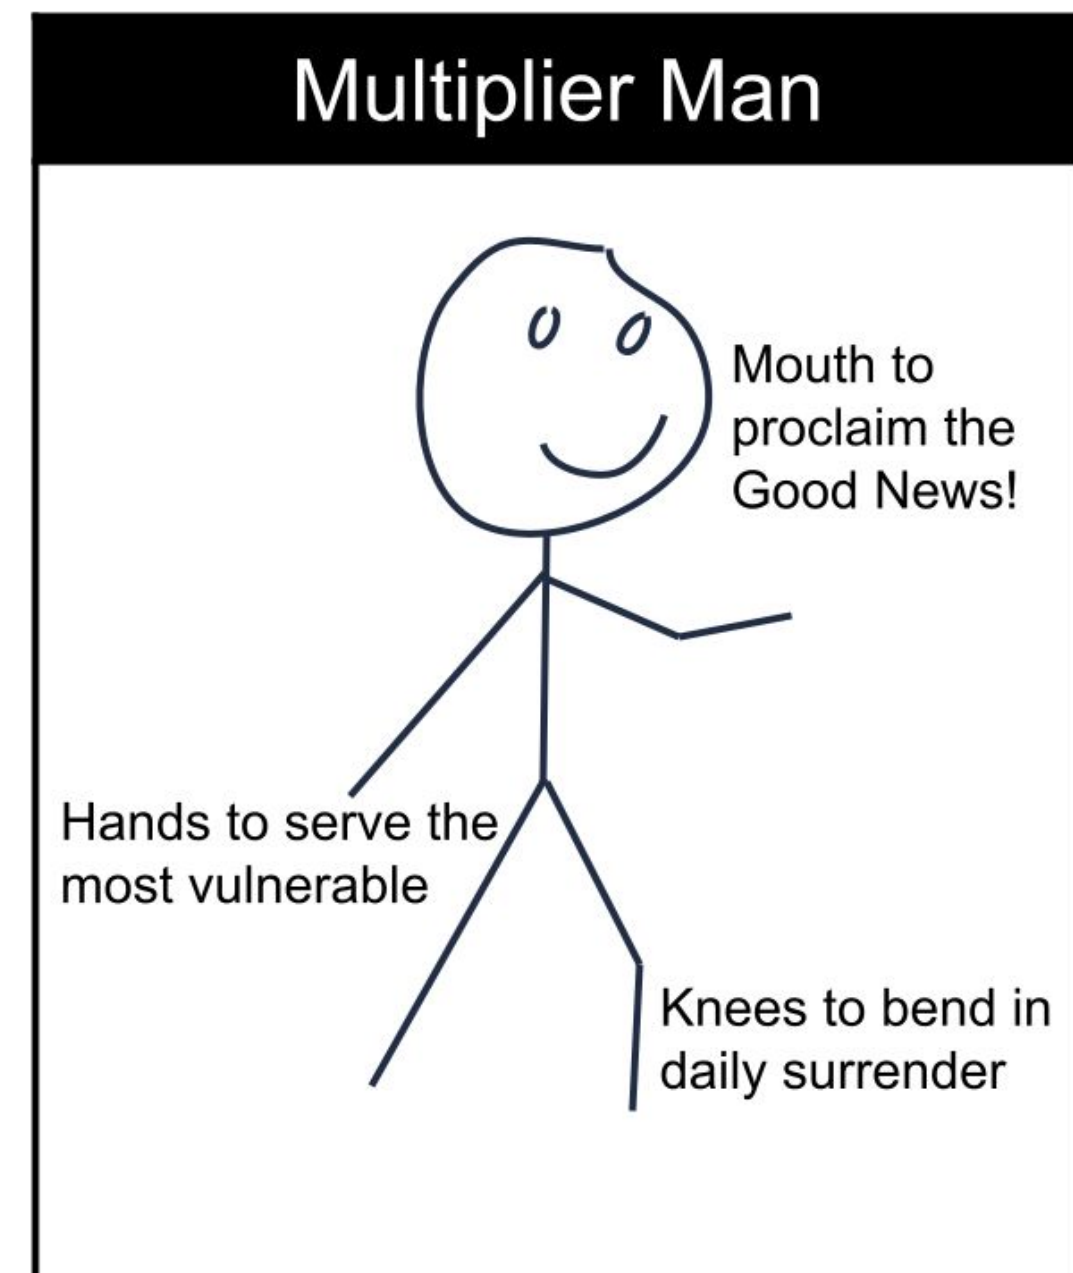 Multiplier Man
Mouth to
proclaim the
Good News!
Hands to serve the
most vulnerable
Knees to bend in
daily surrender